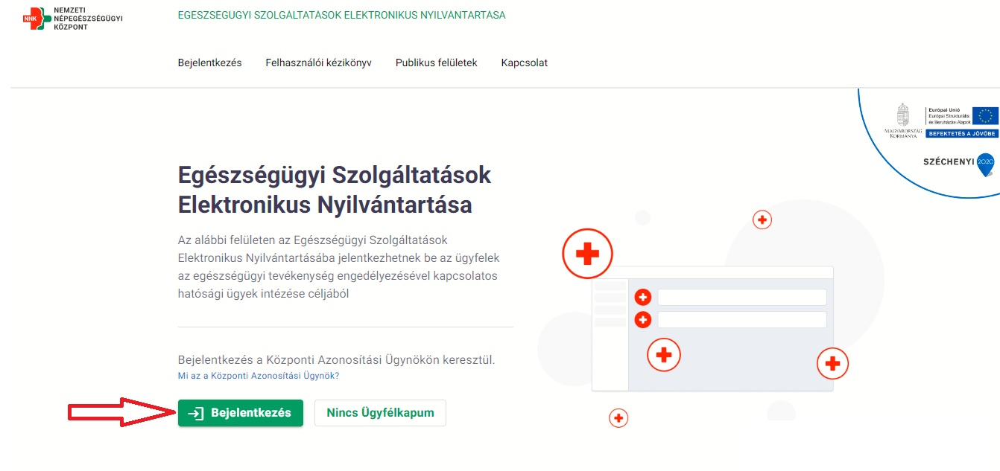 NNK
NEMZETI
NÉPEGÉSZSÉGÜGYI
KÖZPONT
EGÉSZSÉGÜGYI SZOLGÁLTATÁSOK ELEKTRONIKUS NYILVÁNTARTÁSA
Bejelentkezés Felhasználói kézikönyv Publikus felületek Kapcsolat
MAGYARORSZÁG
KORMÁNYA
Európai Unió
Európai Strukturális
és Beruházási Alapok
BEFEKTETÉS A JÖVŐBE
SZÉCHENYI 2020
Egészségügyi Szolgáltatások
Elektronikus Nyilvántartása
Az alábbi felületen az Egészségügyi Szolgáltatások
Elektronikus Nyilvántartásába jelentkezhetnek be az ügyfelek
az egészségügyi tevékenység engedélyezésével kapcsolatos
hatósági ügyek intézése céljából
Bejelentkezés a Központi Azonosítási Ügynökön keresztül.
Mi az a Központi Azonosítási Ügynök?
Bejelentkezés Nincs Ügyfélkapum